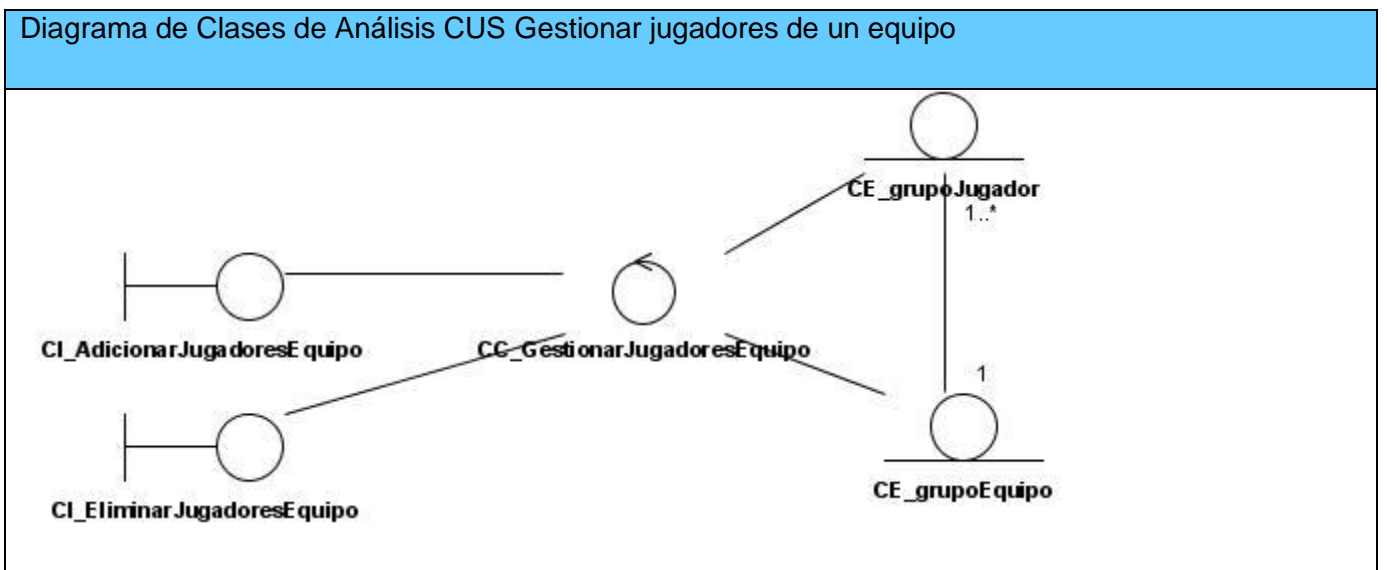 Diagrama de Clases de Análisis CUS Gestionar jugadores de un equipo
CE_grupoJugador
1..*
CI_AdicionarJugadoresEquipo
CC_GestionarJugadoresEquipo
1
CE_grupoEquipo
CI_EliminarJugadoresEquipo